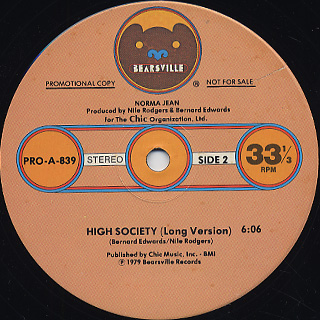 BEARSVILLE
PROMOTIONAL COPY ® NOT FOR SALE
NORMA JEAN
Produced by Nile Rodgers & Bernard Edwards
for The Chic Organization, Ltd.
PRO-A-839 STEREO SIDE 2 33 1/3
RPM
HIGH SOCIETY (Long Version) 6:06
(Bernard Edwards/Nile Rodgers)
Published by Chic Music, Inc. - BMI
℗ 1979 Bearsville Records